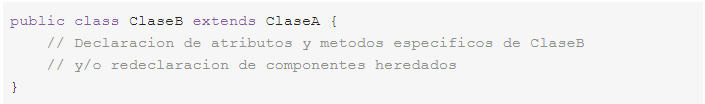 public class ClaseB extends ClaseA {
// Declaracion de atributos y metodos especificos de ClaseB
// y/o redeclaracion de componentes heredados
}